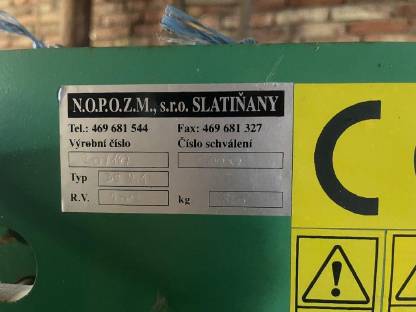 N.O.P.O.Z.M., s.r.o. SLATIŇANY
Tel.: 469 681 544 Fax: 469 681 327
Výrobní číslo Číslo schválení
Typ
R.V. kg
C